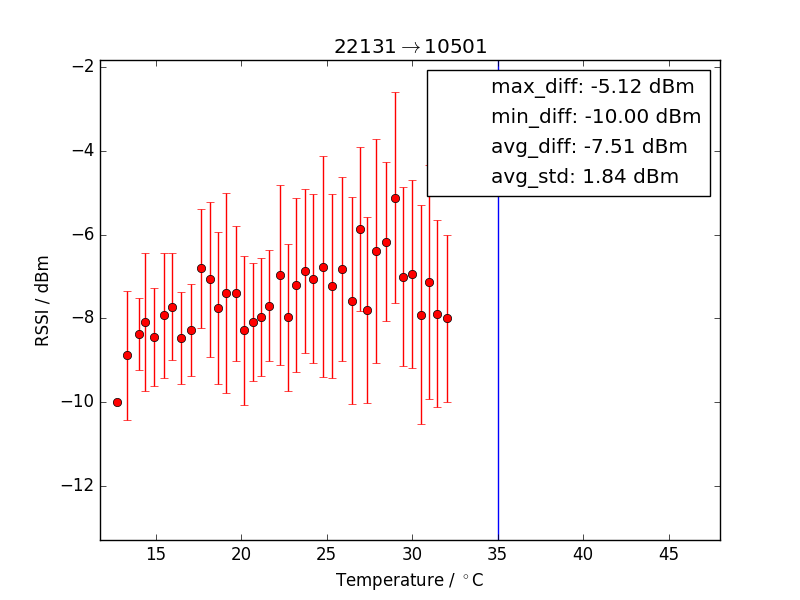 22131→10501
max_diff: -5.12 dBm
min_diff: -10.00 dBm
avg_diff: -7.51 dBm
avg_std: 1.84 dBm
RSSI / dBm
−2
−4
−6
−8
−10
−12
15 20 25 30 35 40 45
Temperature / °C